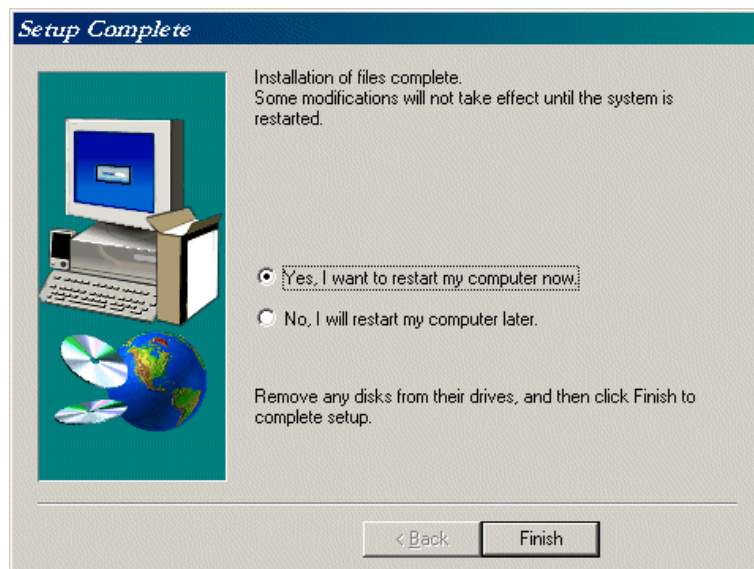 Setup Complete
Installation of files complete.
Some modifications will not take effect until the system is
restarted.
Yes, I want to restart my computer now.
No, I will restart my computer later.
Remove any disks from their drives, and then click Finish to
complete setup.
< Back
Finish